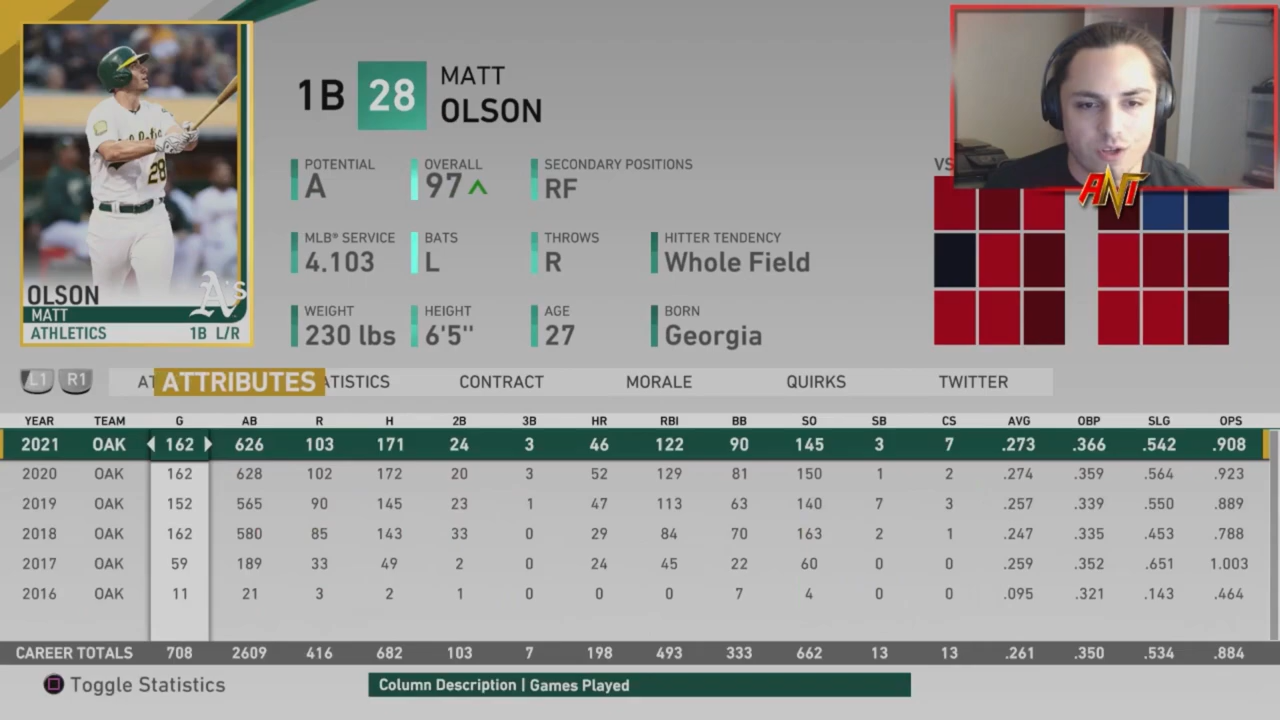 1B 28 MATT OLSON
POTENTIAL OVERALL SECONDARY POSITIONS
A 97 RF
MLB® SERVICE BATS THROWS HITTER TENDENCY
4.103 L R Whole Field
WEIGHT HEIGHT AGE BORN
230 lbs 6'5" 27 Georgia
VS
ANT
28
A's
OLSON
MATT
ATHLETICS 1B L/R
L1 R1 ATTRIBUTES ATISTICS CONTRACT MORALE QUIRKS TWITTER
YEAR TEAM G AB R H 2B 3B HR RBI BB SO SB CS AVG OBP SLG OPS
2021 OAK 162 626 103 171 24 3 46 122 90 145 3 7 .273 .366 .542 .908
2020 OAK 162 628 102 172 20 3 52 129 81 150 1 2 .274 .359 .564 .923
2019 OAK 152 565 90 145 23 1 47 113 63 140 7 3 .257 .339 .550 .889
2018 OAK 162 580 85 143 33 0 29 84 70 163 2 1 .247 .335 .453 .788
2017 OAK 59 189 33 49 2 0 24 45 22 60 0 0 .259 .352 .651 1.003
2016 OAK 11 21 3 2 1 0 0 0 7 4 0 0 .095 .321 .143 .464
CAREER TOTALS 708 2609 416 682 103 7 198 493 333 662 13 13 .261 .350 .534 .884
Toggle Statistics
Column Description | Games Played